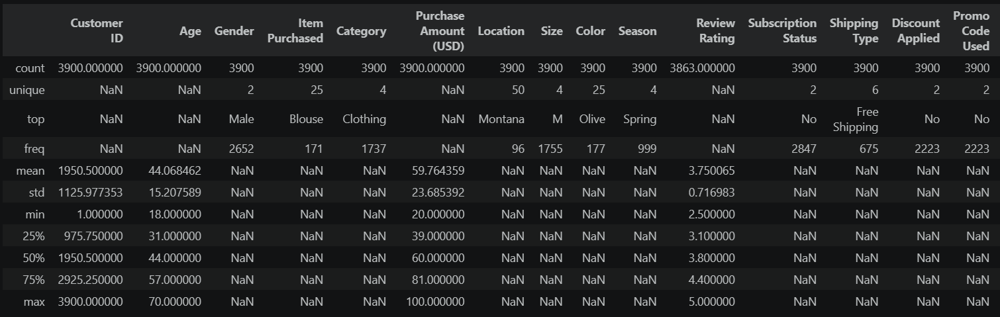 Customer ID Age Gender Item Purchased Category Purchase Amount (USD) Location Size Color Season Review Rating Subscription Status Shipping Type Discount Applied Promo Code Used
count 3900.000000 3900.000000 3900 3900 3900 3900.000000 3900 3900 3900 3900 3863.000000 3900 3900 3900 3900
unique NaN NaN 2 25 4 NaN 50 4 25 4 NaN 2 6 2 2
top NaN NaN Male Blouse Clothing NaN Montana M Olive Spring NaN No Free Shipping No No
freq NaN NaN 2652 171 1737 NaN 96 1755 177 999 NaN 2847 675 2223 2223
mean 1950.500000 44.068462 NaN NaN NaN 59.764359 NaN NaN NaN NaN 3.750065 NaN NaN NaN NaN
std 1125.977353 15.207589 NaN NaN NaN 23.685392 NaN NaN NaN NaN 0.716983 NaN NaN NaN NaN
min 1.000000 18.000000 NaN NaN NaN 20.000000 NaN NaN NaN NaN 2.500000 NaN NaN NaN NaN
25% 975.750000 31.000000 NaN NaN NaN 39.000000 NaN NaN NaN NaN 3.100000 NaN NaN NaN NaN
50% 1950.500000 44.000000 NaN NaN NaN 60.000000 NaN NaN NaN NaN 3.800000 NaN NaN NaN NaN
75% 2925.250000 57.000000 NaN NaN NaN 81.000000 NaN NaN NaN NaN 4.400000 NaN NaN NaN NaN
max 3900.000000 70.000000 NaN NaN NaN 100.000000 NaN NaN NaN NaN 5.000000 NaN NaN NaN NaN